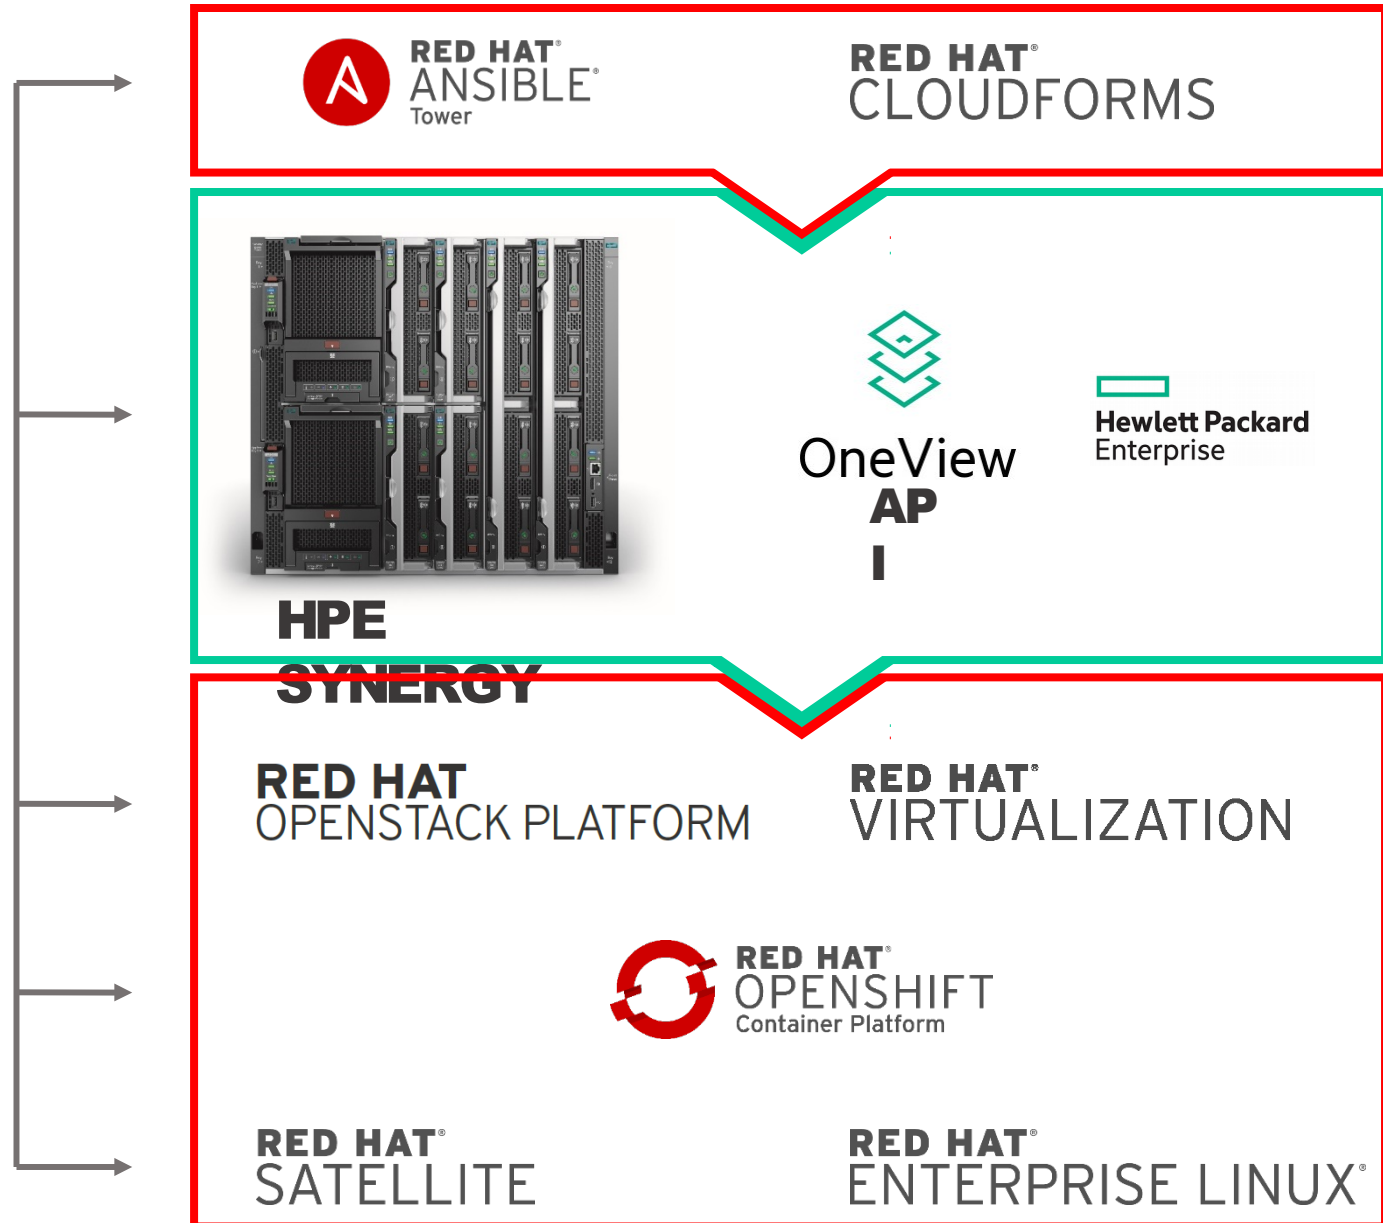 RED HAT®
ANSIBLE®
Tower
RED HAT®
CLOUDFORMS
OneView
AP
I
Hewlett Packard
Enterprise
HPE
SYNERGY
RED HAT
OPENSTACK PLATFORM
RED HAT®
VIRTUALIZATION
RED HAT®
OPENSHIFT
Container Platform
RED HAT®
SATELLITE
RED HAT®
ENTERPRISE LINUX®